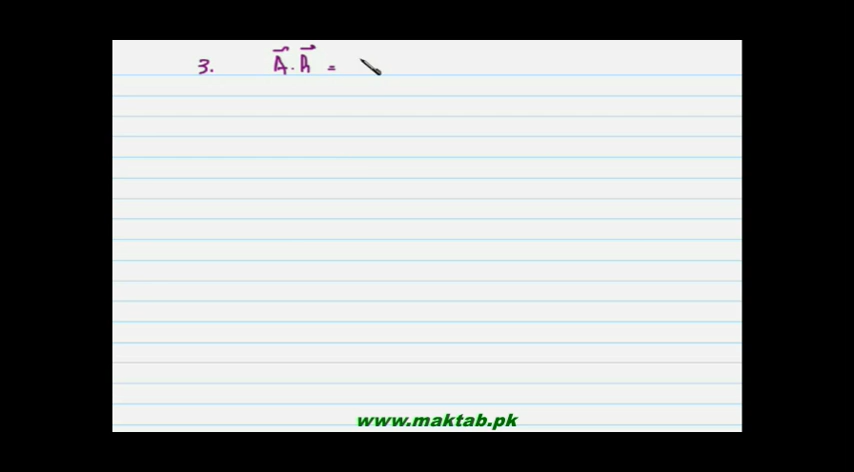 3. A⃗ . A⃗ =
www.maktab.pk